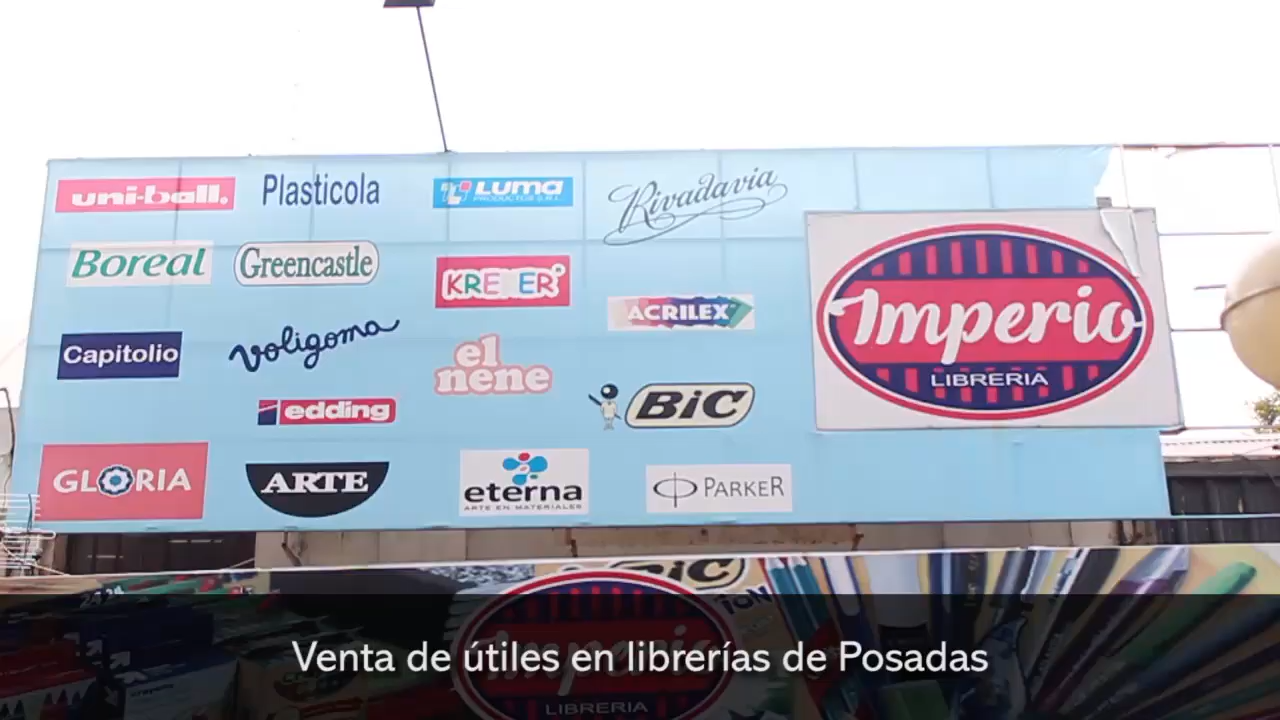 uni-ball.
Plasticola
LUMA
PRODUCTOS S.R.L.
Rivadavia
Boreal
Greencastle
KREKER
ACRILEX
Imperio
LIBRERIA
Capitolio
voligoma
el
nene
edding
BiC
GLORIA
ARTE
eterna
ARTE EN MATERIALES
PARKER
BiC
Imperio
LIBRERIA
Venta de útiles en librerías de Posadas